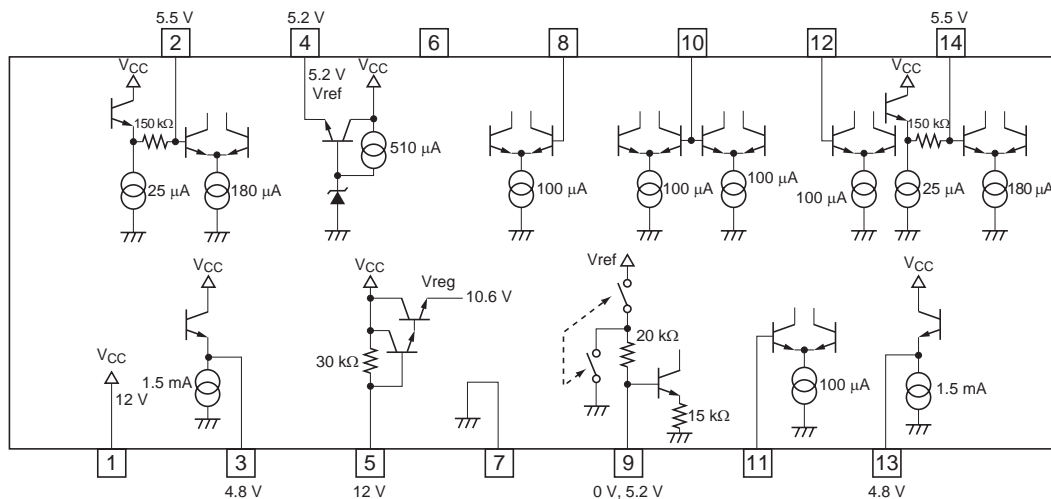 5.5 V
5.2 V
5.5 V
2
4
6
8
10
12
14
VCC
5.2 V
Vref
VCC
VCC
150 kΩ
510 µA
150 kΩ
25 µA
180 µA
100 µA
100 µA
100 µA
100 µA
25 µA
180 µA
VCC
VCC
Vreg
10.6 V
Vref
VCC
VCC
12 V
1.5 mA
30 kΩ
20 kΩ
15 kΩ
100 µA
1.5 mA
1
3
5
7
9
11
13
4.8 V
12 V
0 V, 5.2 V
4.8 V